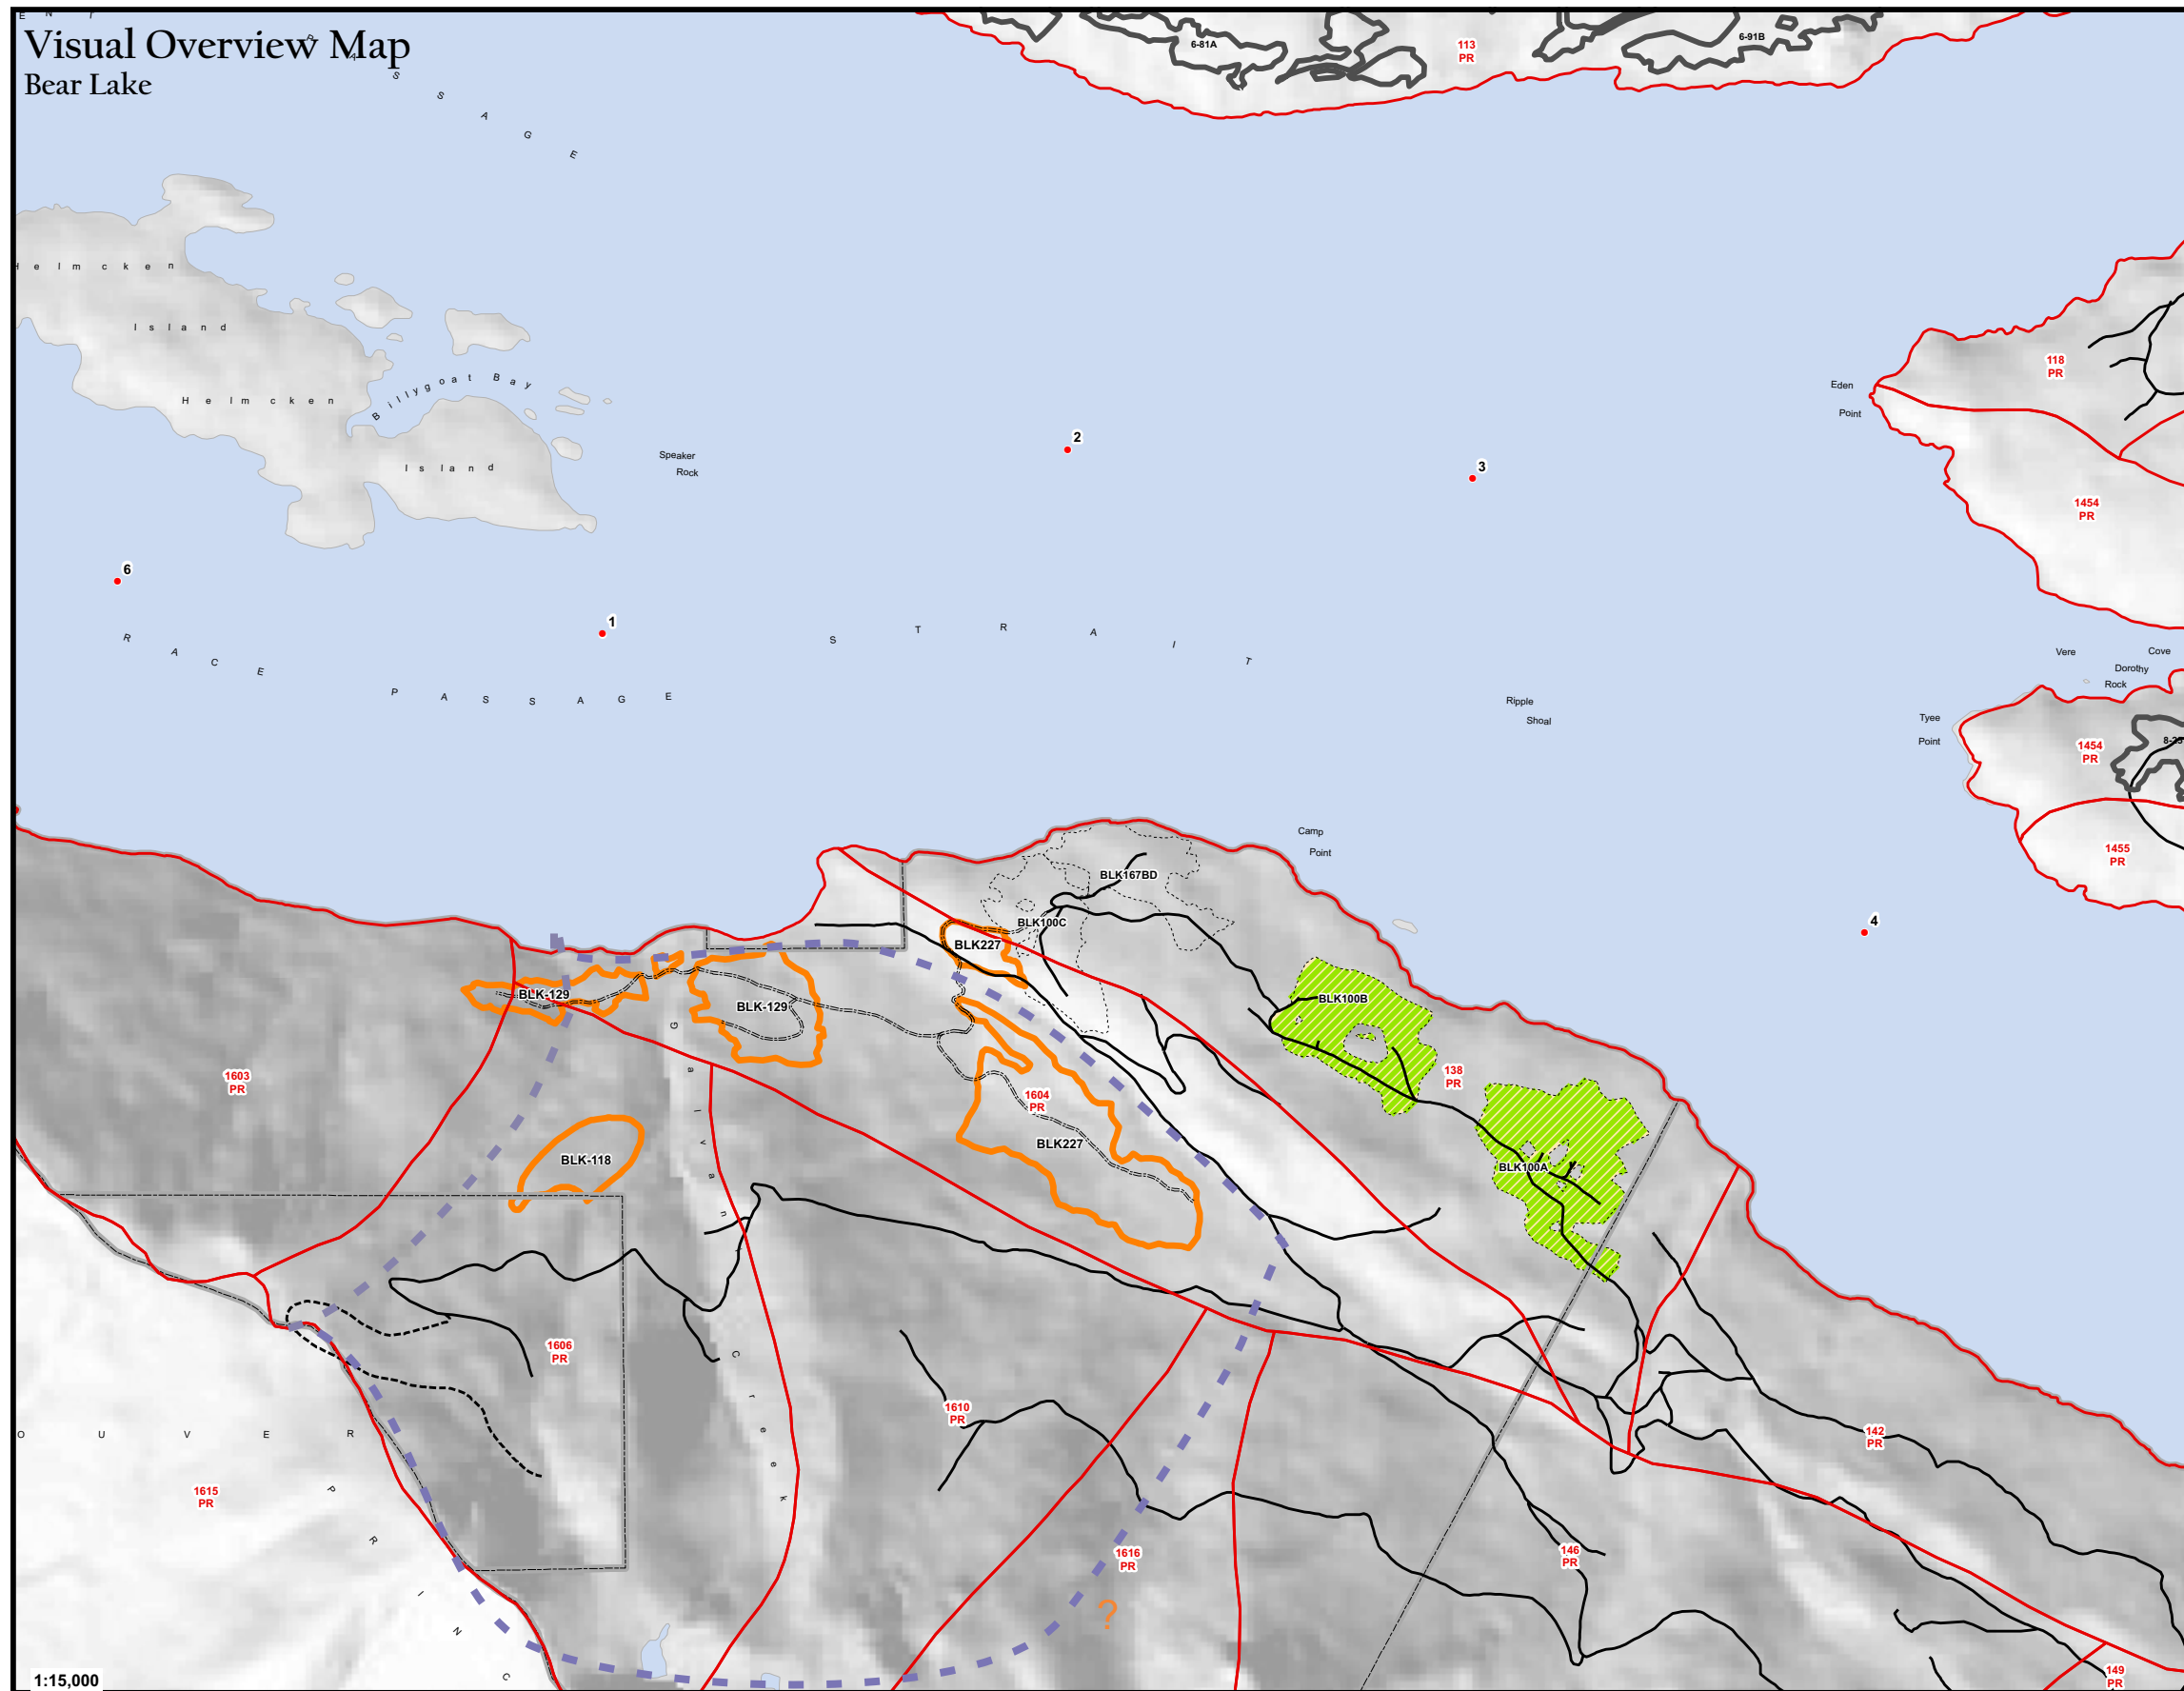 E N T
Visual Overview Map
Bear Lake
P A S S A G E
6-81A
113
PR
6-91B
Helmcken
Island
Helmcken
Island
Billygoat Bay
Speaker
Rock
2
3
Eden
Point
118
PR
1454
PR
6
1
R A C E
P A S S A G E
S T R A I T
Ripple
Shoal
Vere Cove
Dorothy
Rock
Tyee
Point
1454
PR
1455
PR
4
Camp
Point
BLK167BD
BLK100C
BLK227
BLK-129
BLK-129
BLK100B
138
PR
1603
PR
1604
PR
BLK227
BLK-118
BLK100A
Galvani Creek
1606
PR
1610
PR
142
PR
O U V E R
1615
PR
P R I N C
1616
PR
146
PR
?
149
PR
1:15,000